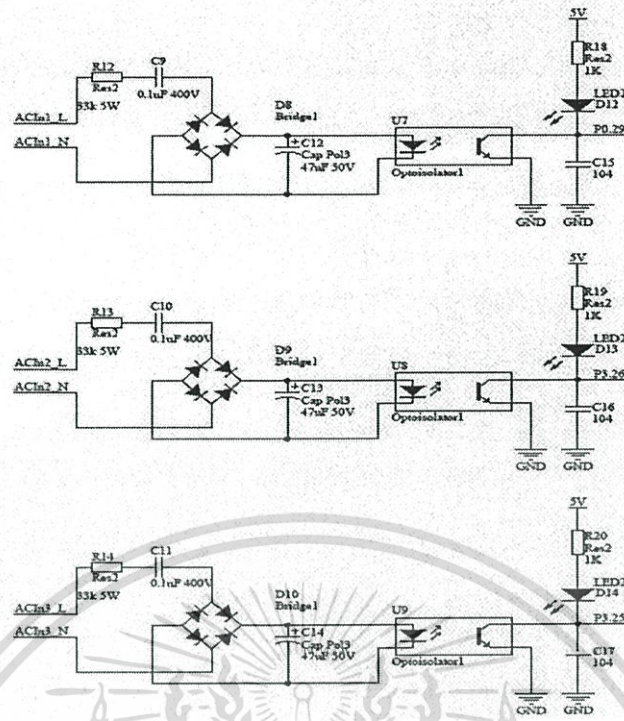 5V
R18
Res2
1K
LED2
D12
P0.29
C15
104
GND
GND
R12
Res2
33k 5W
C9
0.1uF 400V
ACIn1_L
ACIn1_N
D8
Bridge1
C12
Cap Pol3
47uF 50V
U7
Optoisolator1
5V
R19
Res2
1K
LED2
D13
P3.26
C16
104
GND
GND
R13
Res2
33k 5W
C10
0.1uF 400V
ACIn2_L
ACIn2_N
D9
Bridge1
C13
Cap Pol3
47uF 50V
U8
Optoisolator1
5V
R20
Res2
1K
LED2
D14
P3.25
C17
104
GND
GND
R14
Res2
33k 5W
C11
0.1uF 400V
ACIn3_L
ACIn3_N
D10
Bridge1
C14
Cap Pol3
47uF 50V
U9
Optoisolator1